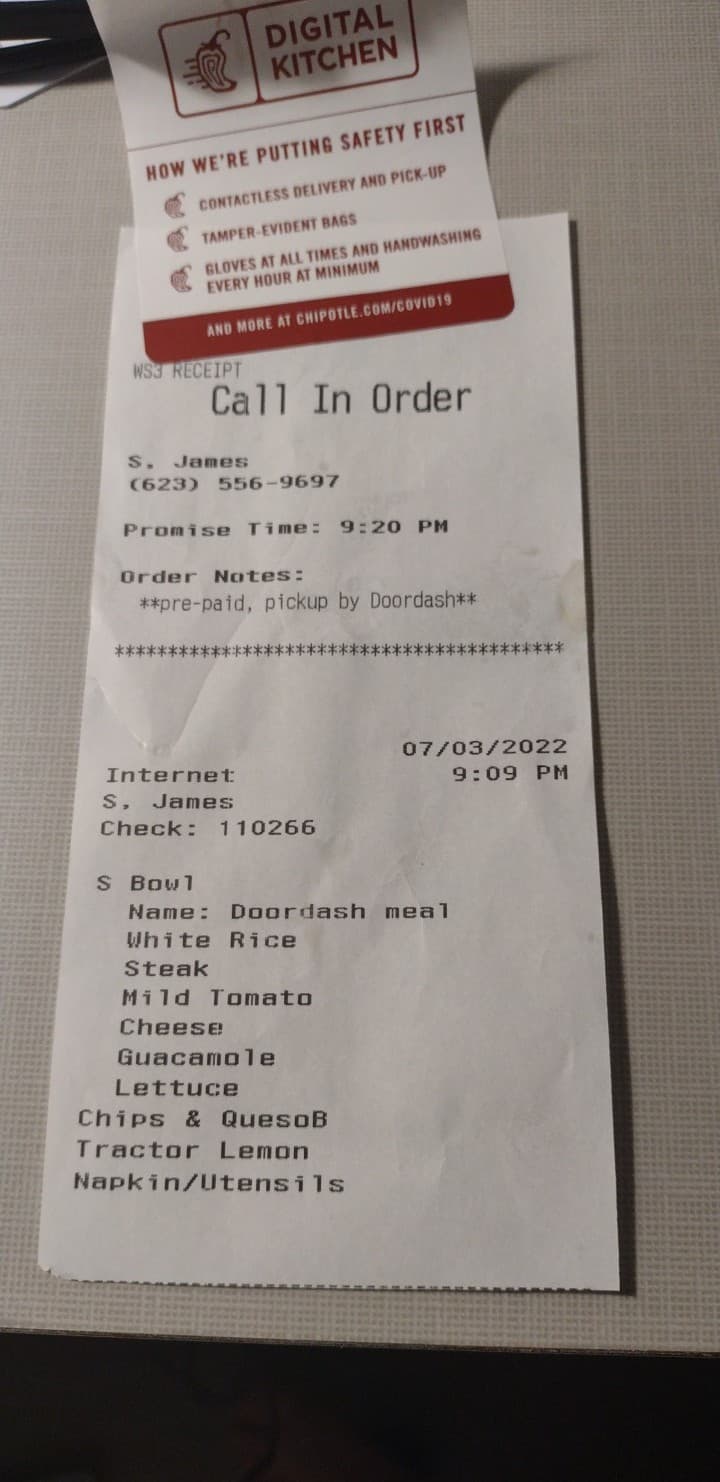 DIGITAL
KITCHEN
HOW WE'RE PUTTING SAFETY FIRST
CONTACTLESS DELIVERY AND PICK-UP
TAMPER-EVIDENT BAGS
GLOVES AT ALL TIMES AND HANDWASHING
EVERY HOUR AT MINIMUM
AND MORE AT CHIPOTLE.COM/COVID19
WS3 RECEIPT
Call In Order
S. James
(623) 556-9697
Promise Time: 9:20 PM
Order Notes:
**pre-paid, pickup by Doordash**
******************************************
07/03/2022
Internet 9:09 PM
S. James
Check: 110266
S Bowl
Name: Doordash meal
White Rice
Steak
Mild Tomato
Cheese
Guacamole
Lettuce
Chips & QuesoB
Tractor Lemon
Napkin/Utensils